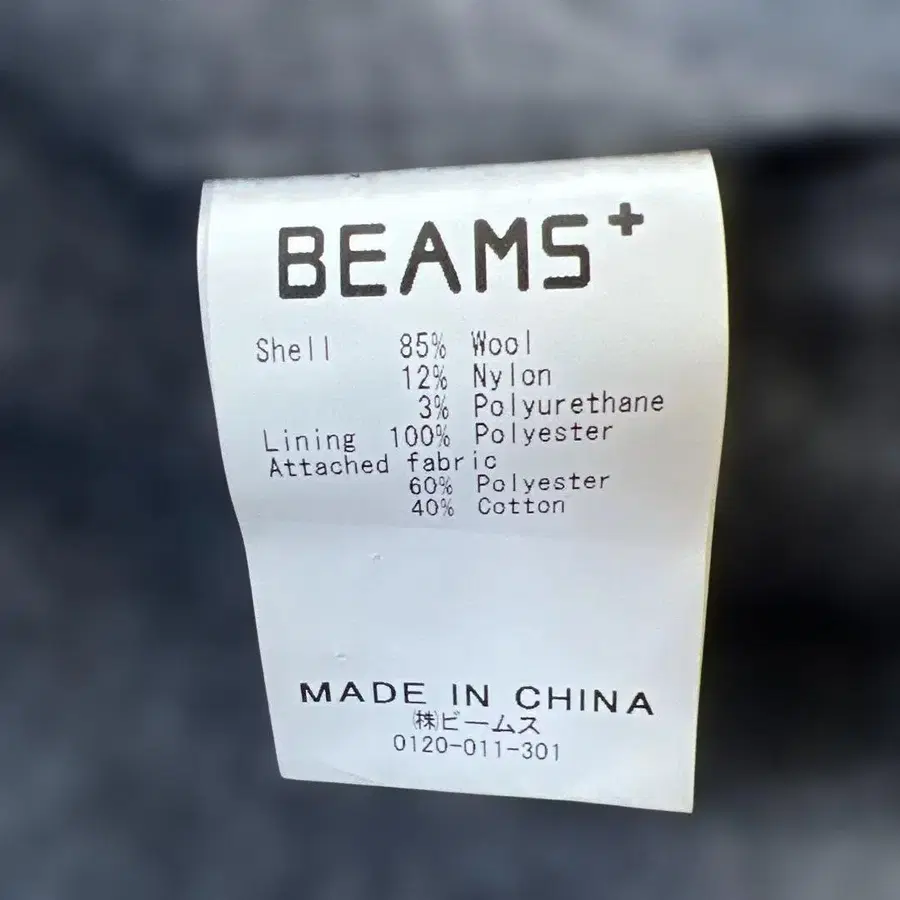 BEAMS+
Shell 85% Wool
12% Nylon
3% Polyurethane
Lining 100% Polyester
Attached fabric
60% Polyester
40% Cotton
MADE IN CHINA
㈱ビームス
0120-011-301